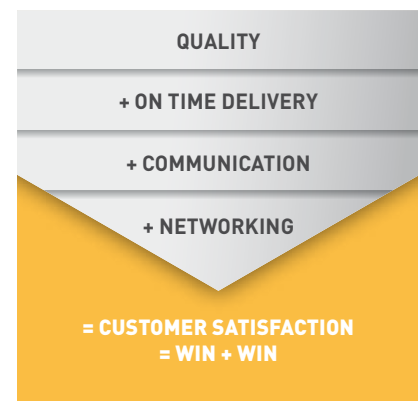 QUALITY
+ ON TIME DELIVERY
+ COMMUNICATION
+ NETWORKING
= CUSTOMER SATISFACTION
= WIN + WIN